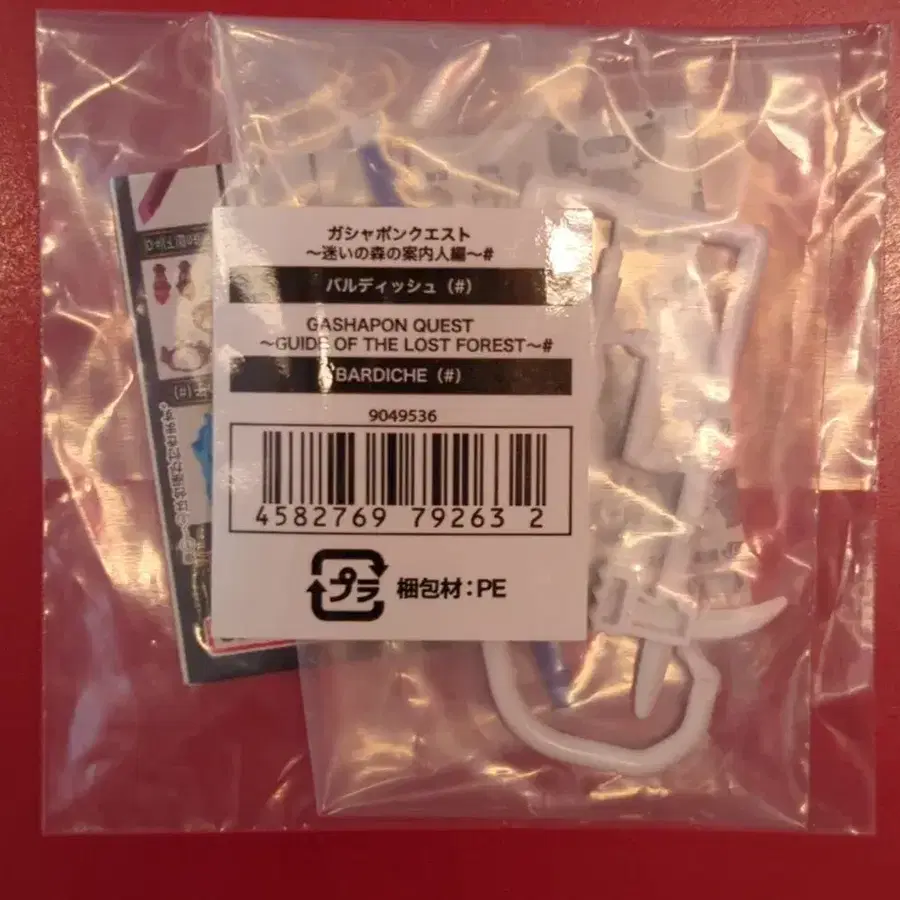 ガシャポンクエスト
～迷いの森の案内人編～#
バルディッシュ（#）
GASHAPON QUEST
～GUIDE OF THE LOST FOREST～#
BARDICHE（#）
9049536
4582769 79263 2
プラ 梱包材：PE